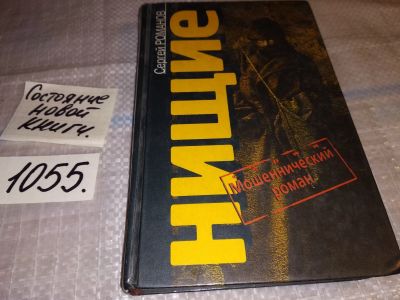 Состояние
новой
книги.
1055.
Сергей РОМАНОВ
НИЩИЕ
Мошеннический
роман